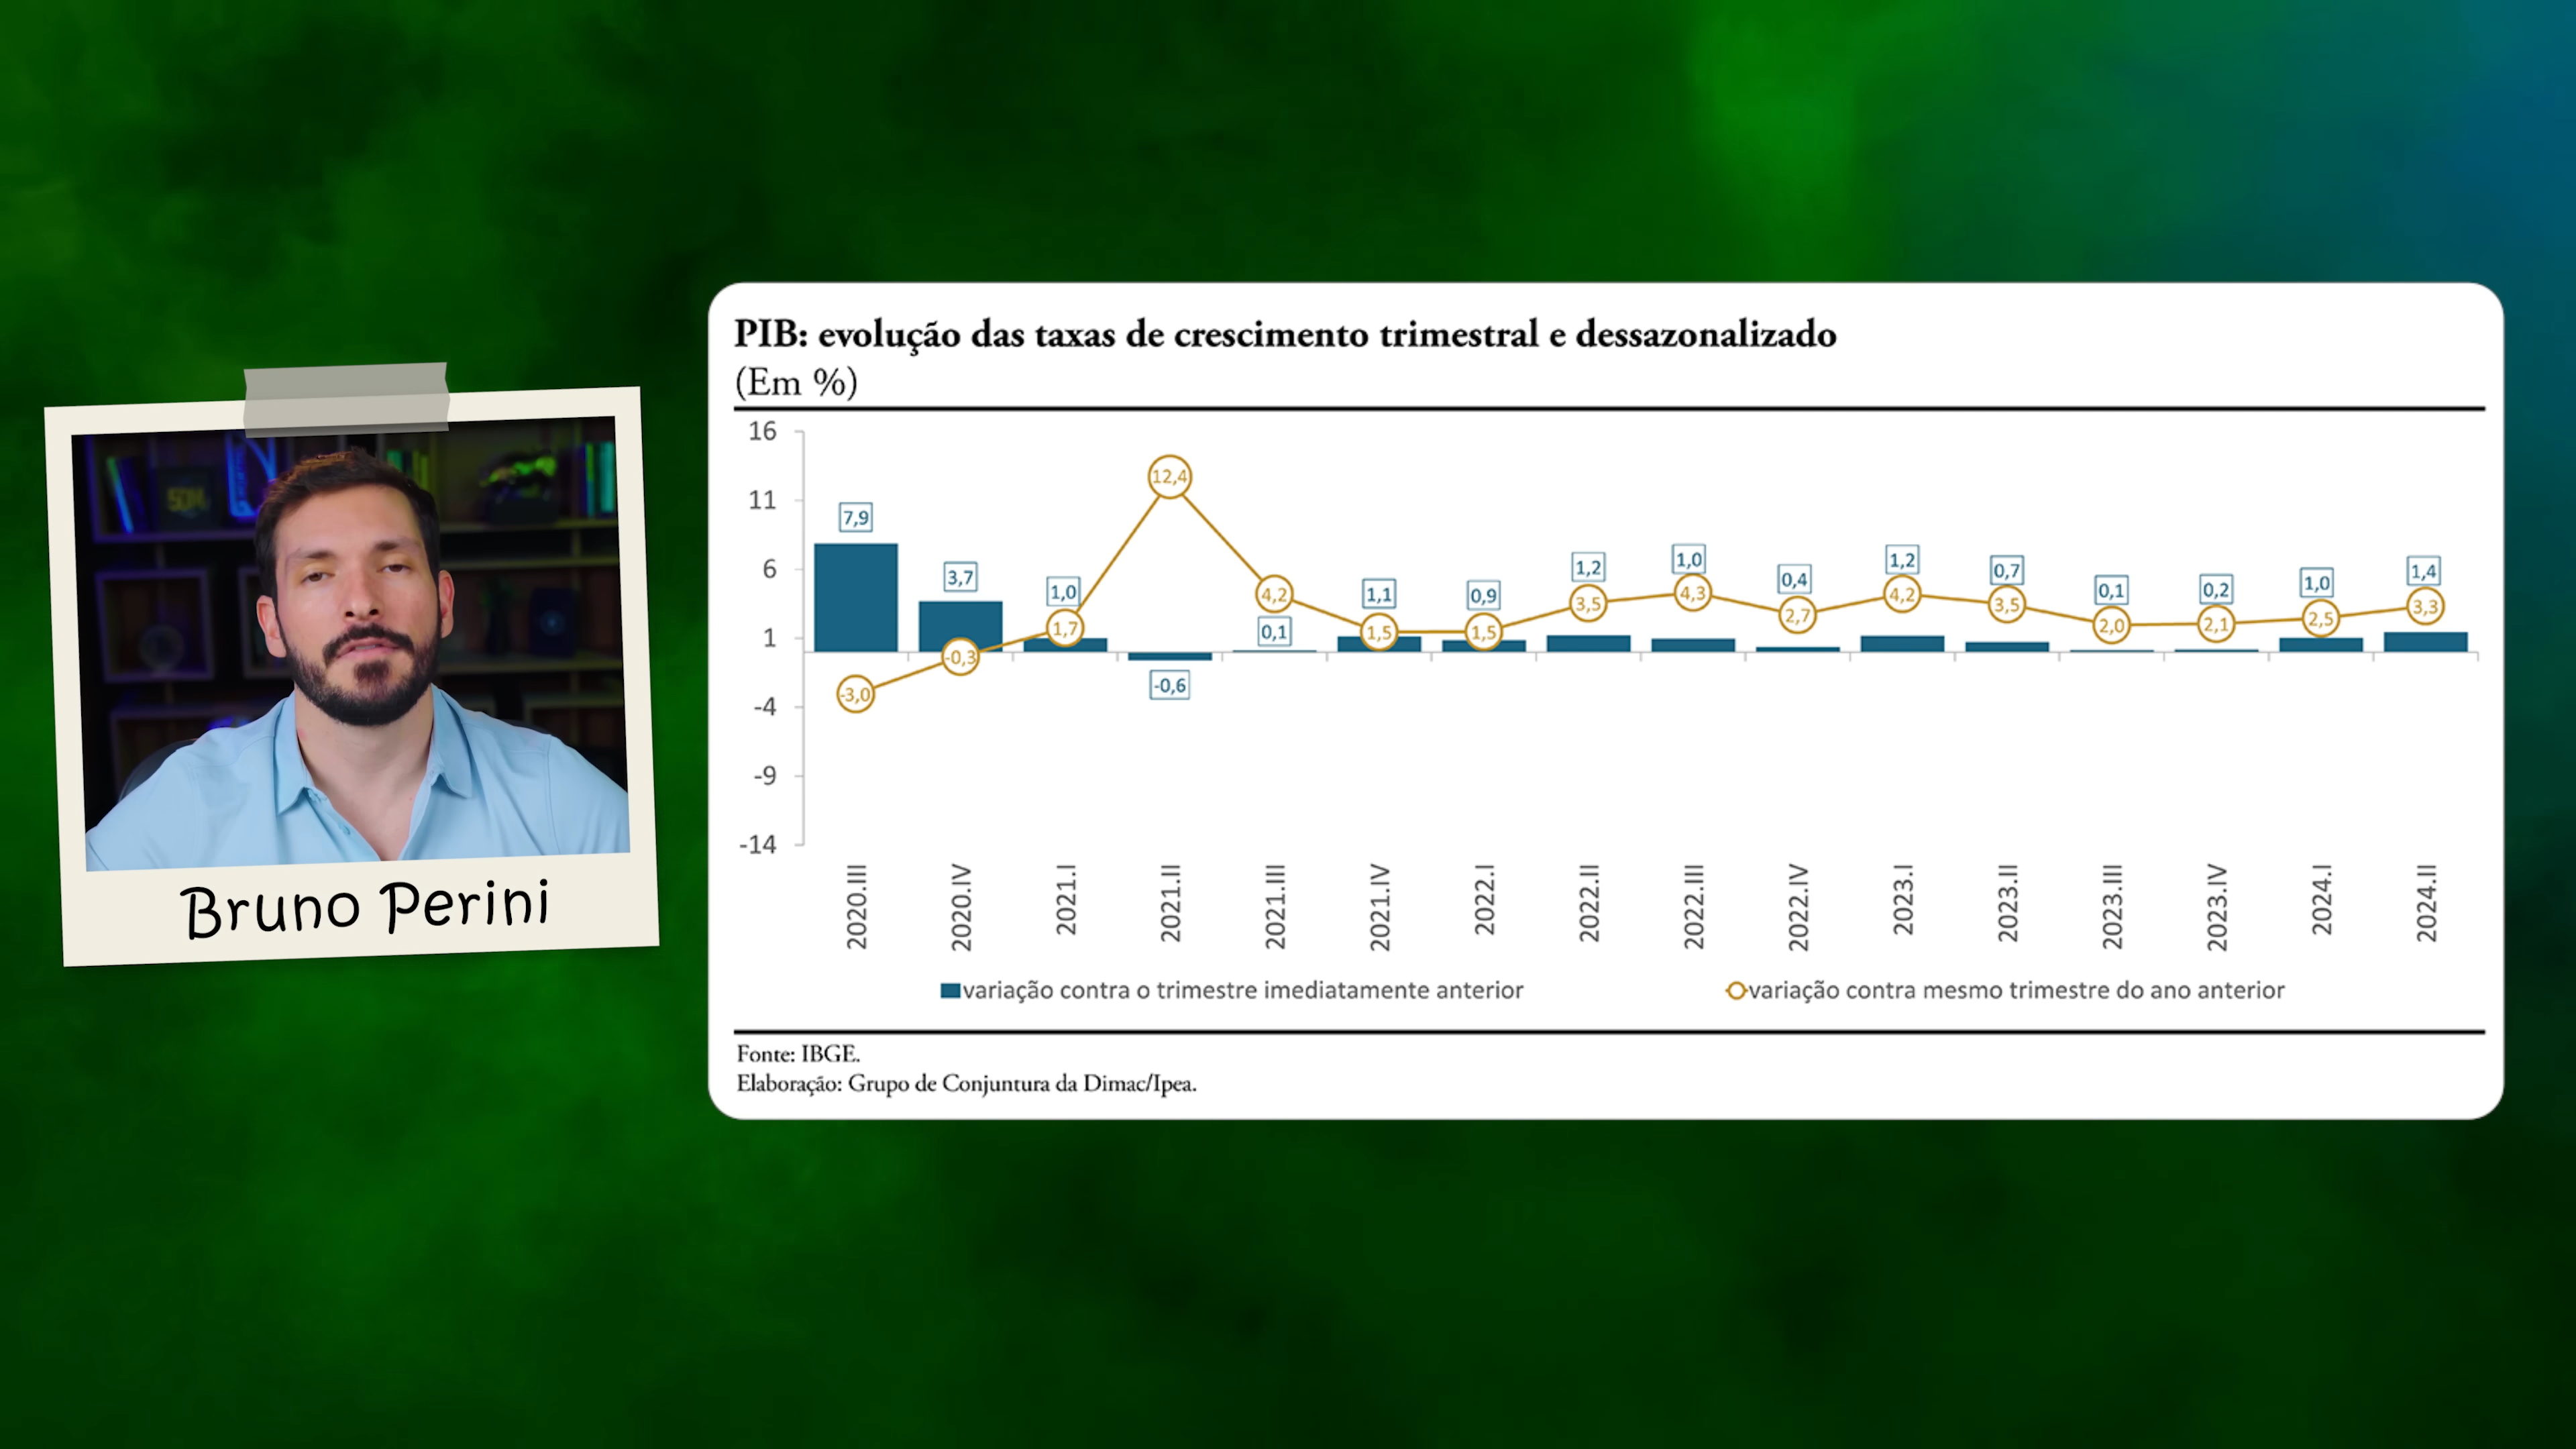 Bruno Perini
PIB: evolução das taxas de crescimento trimestral e dessazonalizado
(Em %)
16
11
6
1
-4
-9
-14
7,9
3,7
1,0
-0,6
0,1
1,1
0,9
1,2
1,0
0,4
1,2
0,7
0,1
0,2
1,0
1,4
-3,0
-0,3
1,7
12,4
4,2
1,5
1,5
3,5
4,3
2,7
4,2
3,5
2,0
2,1
2,5
3,3
2020.III
2020.IV
2021.I
2021.II
2021.III
2021.IV
2022.I
2022.II
2022.III
2022.IV
2023.I
2023.II
2023.III
2023.IV
2024.I
2024.II
variação contra o trimestre imediatamente anterior
variação contra mesmo trimestre do ano anterior
Fonte: IBGE.
Elaboração: Grupo de Conjuntura da Dimac/Ipea.